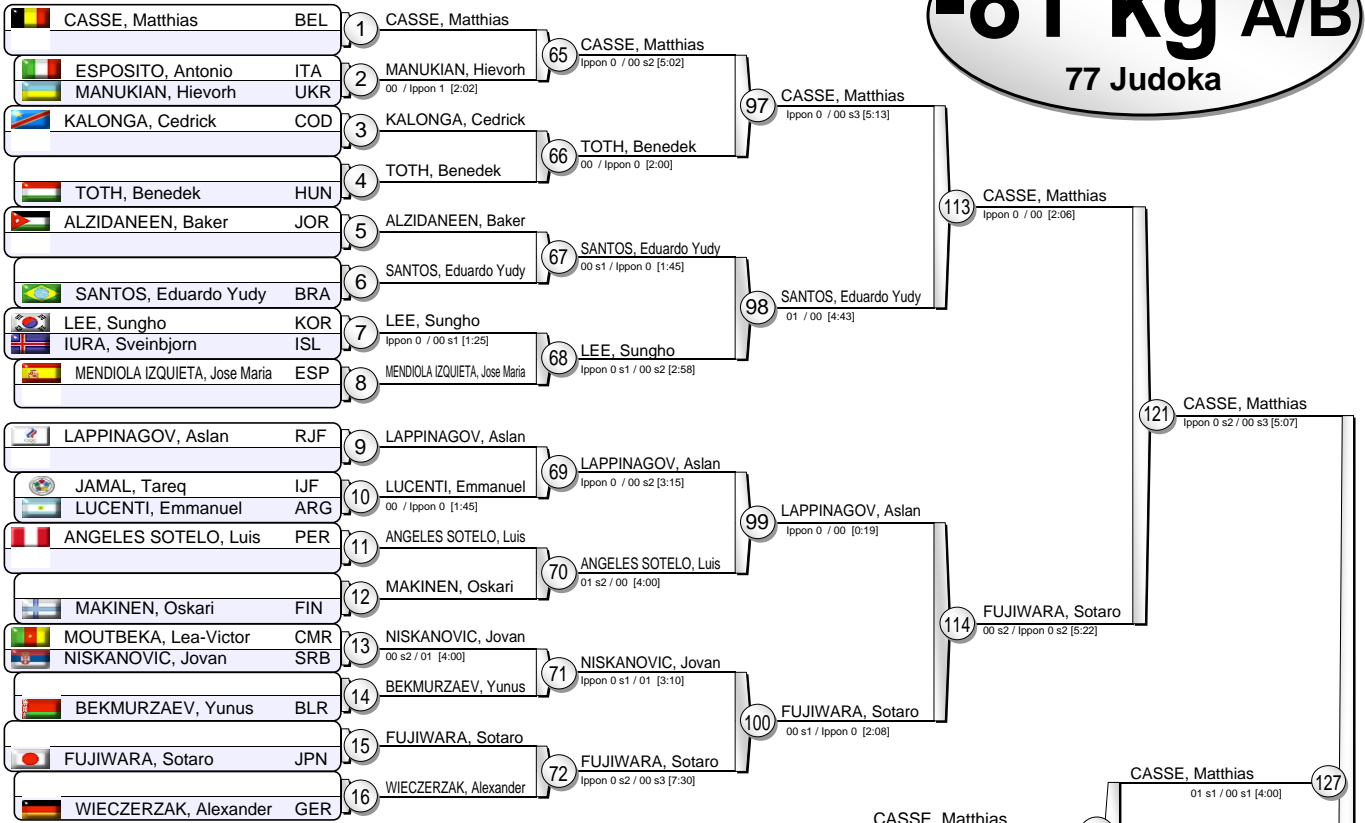 -81 Kg A/B
77 Judoka
CASSE, Matthias BEL
ESPOSITO, Antonio ITA
MANUKIAN, Hievorh UKR
KALONGA, Cedrick COD
TOTH, Benedek HUN
ALZIDANEEN, Baker JOR
SANTOS, Eduardo Yudy BRA
LEE, Sungho KOR
IURA, Sveinbjorn ISL
MENDIOLA IZQUIETA, Jose Maria ESP
LAPPINAGOV, Aslan RJF
JAMAL, Tareq IJF
LUCENTI, Emmanuel ARG
ANGELES SOTELO, Luis PER
MAKINEN, Oskari FIN
MOUTBEKA, Lea-Victor CMR
NISKANOVIC, Jovan SRB
BEKMURZAEV, Yunus BLR
FUJIWARA, Sotaro JPN
WIECZERZAK, Alexander GER
1 CASSE, Matthias
2 MANUKIAN, Hievorh
00 / Ippon 1 [2:02]
3 KALONGA, Cedrick
4 TOTH, Benedek
5 ALZIDANEEN, Baker
6 SANTOS, Eduardo Yudy
7 LEE, Sungho
Ippon 0 / 00 s1 [1:25]
8 MENDIOLA IZQUIETA, Jose Maria
9 LAPPINAGOV, Aslan
10 LUCENTI, Emmanuel
00 / Ippon 0 [1:45]
11 ANGELES SOTELO, Luis
12 MAKINEN, Oskari
13 NISKANOVIC, Jovan
00 s2 / 01 [4:00]
14 BEKMURZAEV, Yunus
15 FUJIWARA, Sotaro
16 WIECZERZAK, Alexander
65 CASSE, Matthias
Ippon 0 / 00 s2 [5:02]
66 TOTH, Benedek
00 / Ippon 0 [2:00]
67 SANTOS, Eduardo Yudy
00 s1 / Ippon 0 [1:45]
68 LEE, Sungho
Ippon 0 s1 / 00 s2 [2:58]
69 LAPPINAGOV, Aslan
Ippon 0 / 00 s2 [3:15]
70 ANGELES SOTELO, Luis
01 s2 / 00 [4:00]
71 NISKANOVIC, Jovan
Ippon 0 s1 / 01 [3:10]
72 FUJIWARA, Sotaro
Ippon 0 s2 / 00 s3 [7:30]
97 CASSE, Matthias
Ippon 0 / 00 s3 [5:13]
98 SANTOS, Eduardo Yudy
01 / 00 [4:43]
99 LAPPINAGOV, Aslan
Ippon 0 / 00 [0:19]
100 FUJIWARA, Sotaro
00 s1 / Ippon 0 [2:08]
113 CASSE, Matthias
Ippon 0 / 00 [2:06]
114 FUJIWARA, Sotaro
00 s2 / Ippon 0 s2 [5:22]
121 CASSE, Matthias
Ippon 0 s2 / 00 s3 [5:07]
CASSE, Matthias 127
01 s1 / 00 s1 [4:00]
CASSE, Matthias